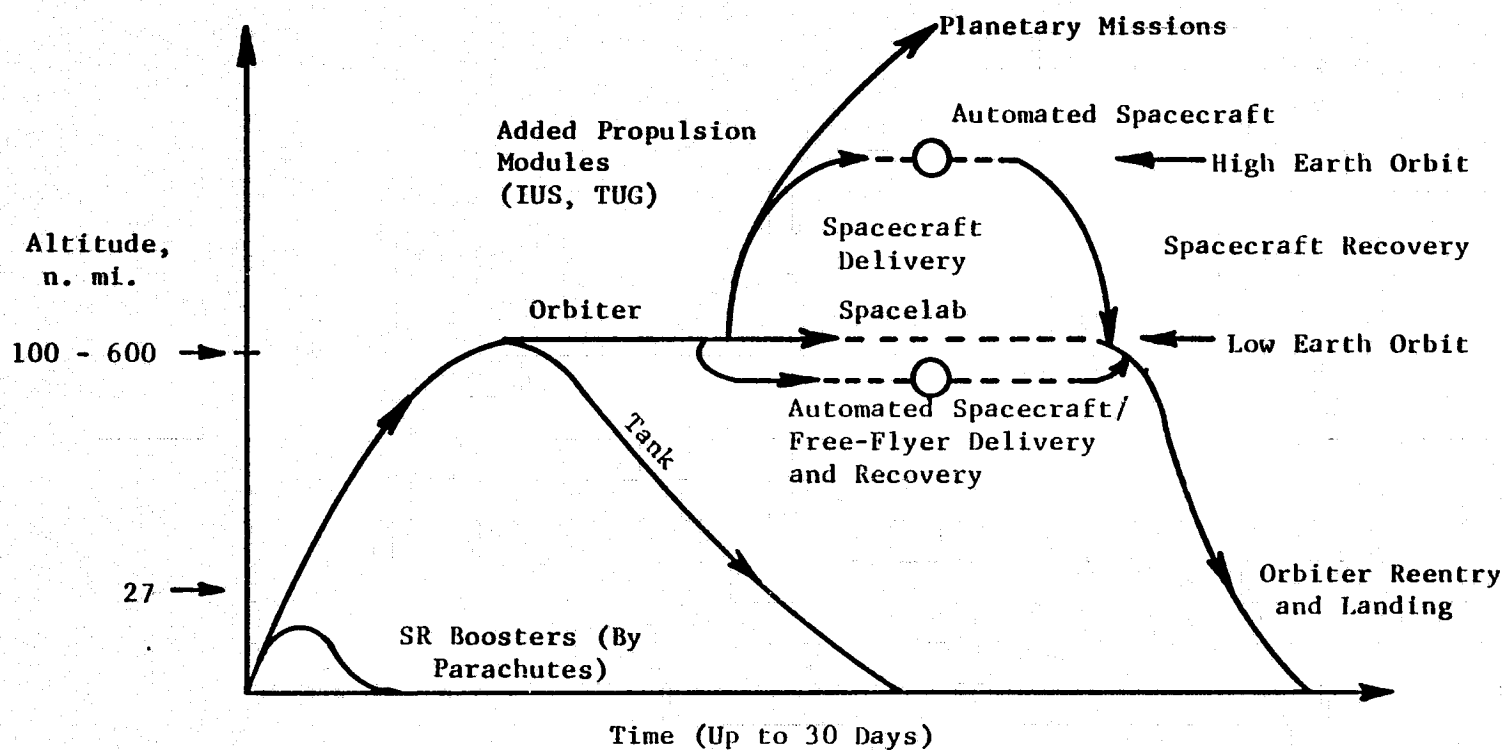 Planetary Missions
Automated Spacecraft
Added Propulsion
Modules
(IUS, TUG)
High Earth Orbit
Spacecraft
Delivery
Altitude,
n. mi.
Spacecraft Recovery
Orbiter
Spacelab
100 - 600
Low Earth Orbit
Automated Spacecraft/
Free-Flyer Delivery
and Recovery
Tank
27
Orbiter Reentry
and Landing
SR Boosters (By
Parachutes)
Time (Up to 30 Days)